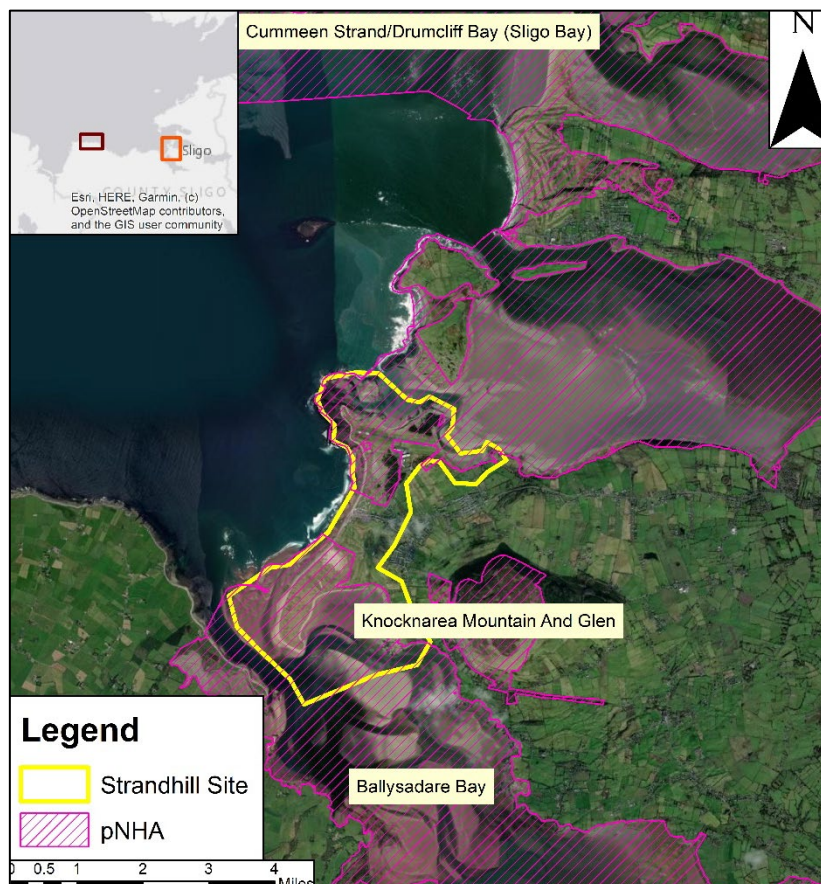 Cummeen Strand/Drumcliff Bay (Sligo Bay)
N
Sligo
COUNTY SLIGO
Esri, HERE, Garmin, (c)
OpenStreetMap contributors,
and the GIS user community
Knocknarea Mountain And Glen
Ballysadare Bay
Legend
Strandhill Site
pNHA
0 0.5 1 2 3 4
Miles